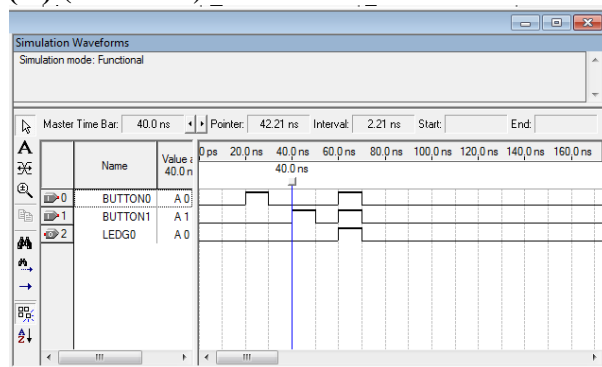 Simulation Waveforms
Simulation mode: Functional
Master Time Bar: 40.0 ns Pointer: 42.21 ns Interval: 2.21 ns Start: End:
Name Value a 40.0 n
0 ps 20.0 ns 40.0 ns 60.0 ns 80.0 ns 100.0 ns 120.0 ns 140.0 ns 160.0 ns
40.0 ns
0 BUTTON0 A 0
1 BUTTON1 A 1
2 LEDG0 A 0